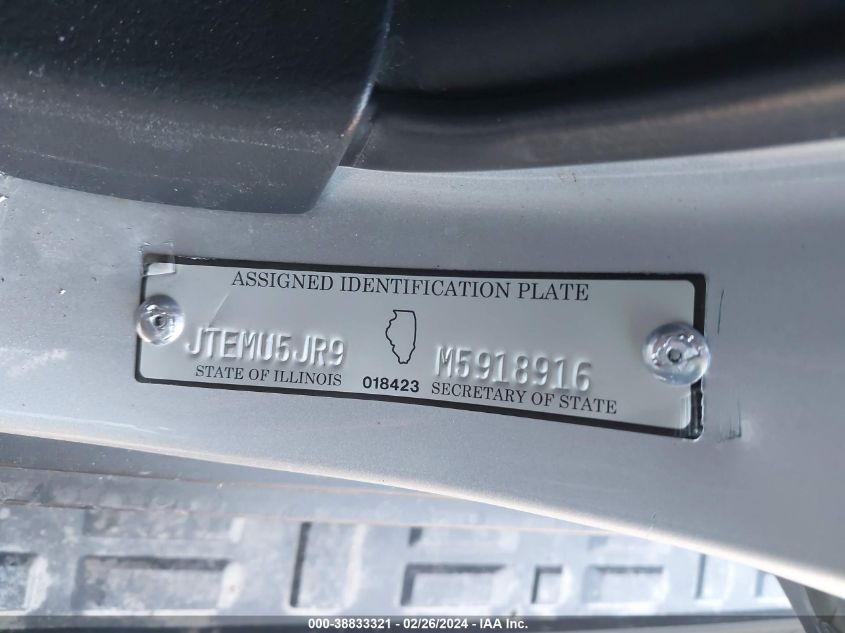 ASSIGNED IDENTIFICATION PLATE
JTEMU5JR9 M5918916
STATE OF ILLINOIS 018423 SECRETARY OF STATE
000-38833321 / 02/26/2024 - IAA Inc.